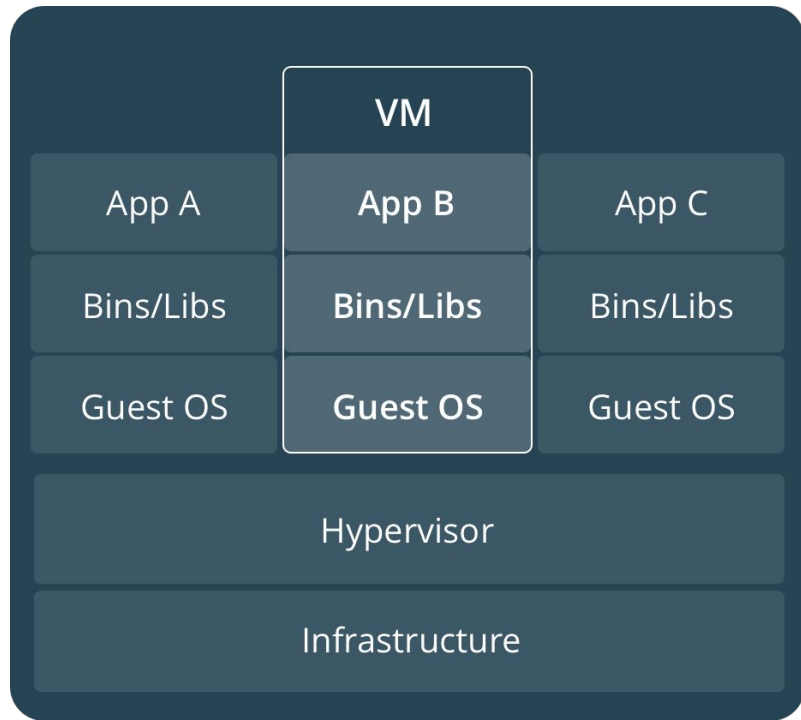 VM
App A
App B
App C
Bins/Libs
Bins/Libs
Bins/Libs
Guest OS
Guest OS
Guest OS
Hypervisor
Infrastructure